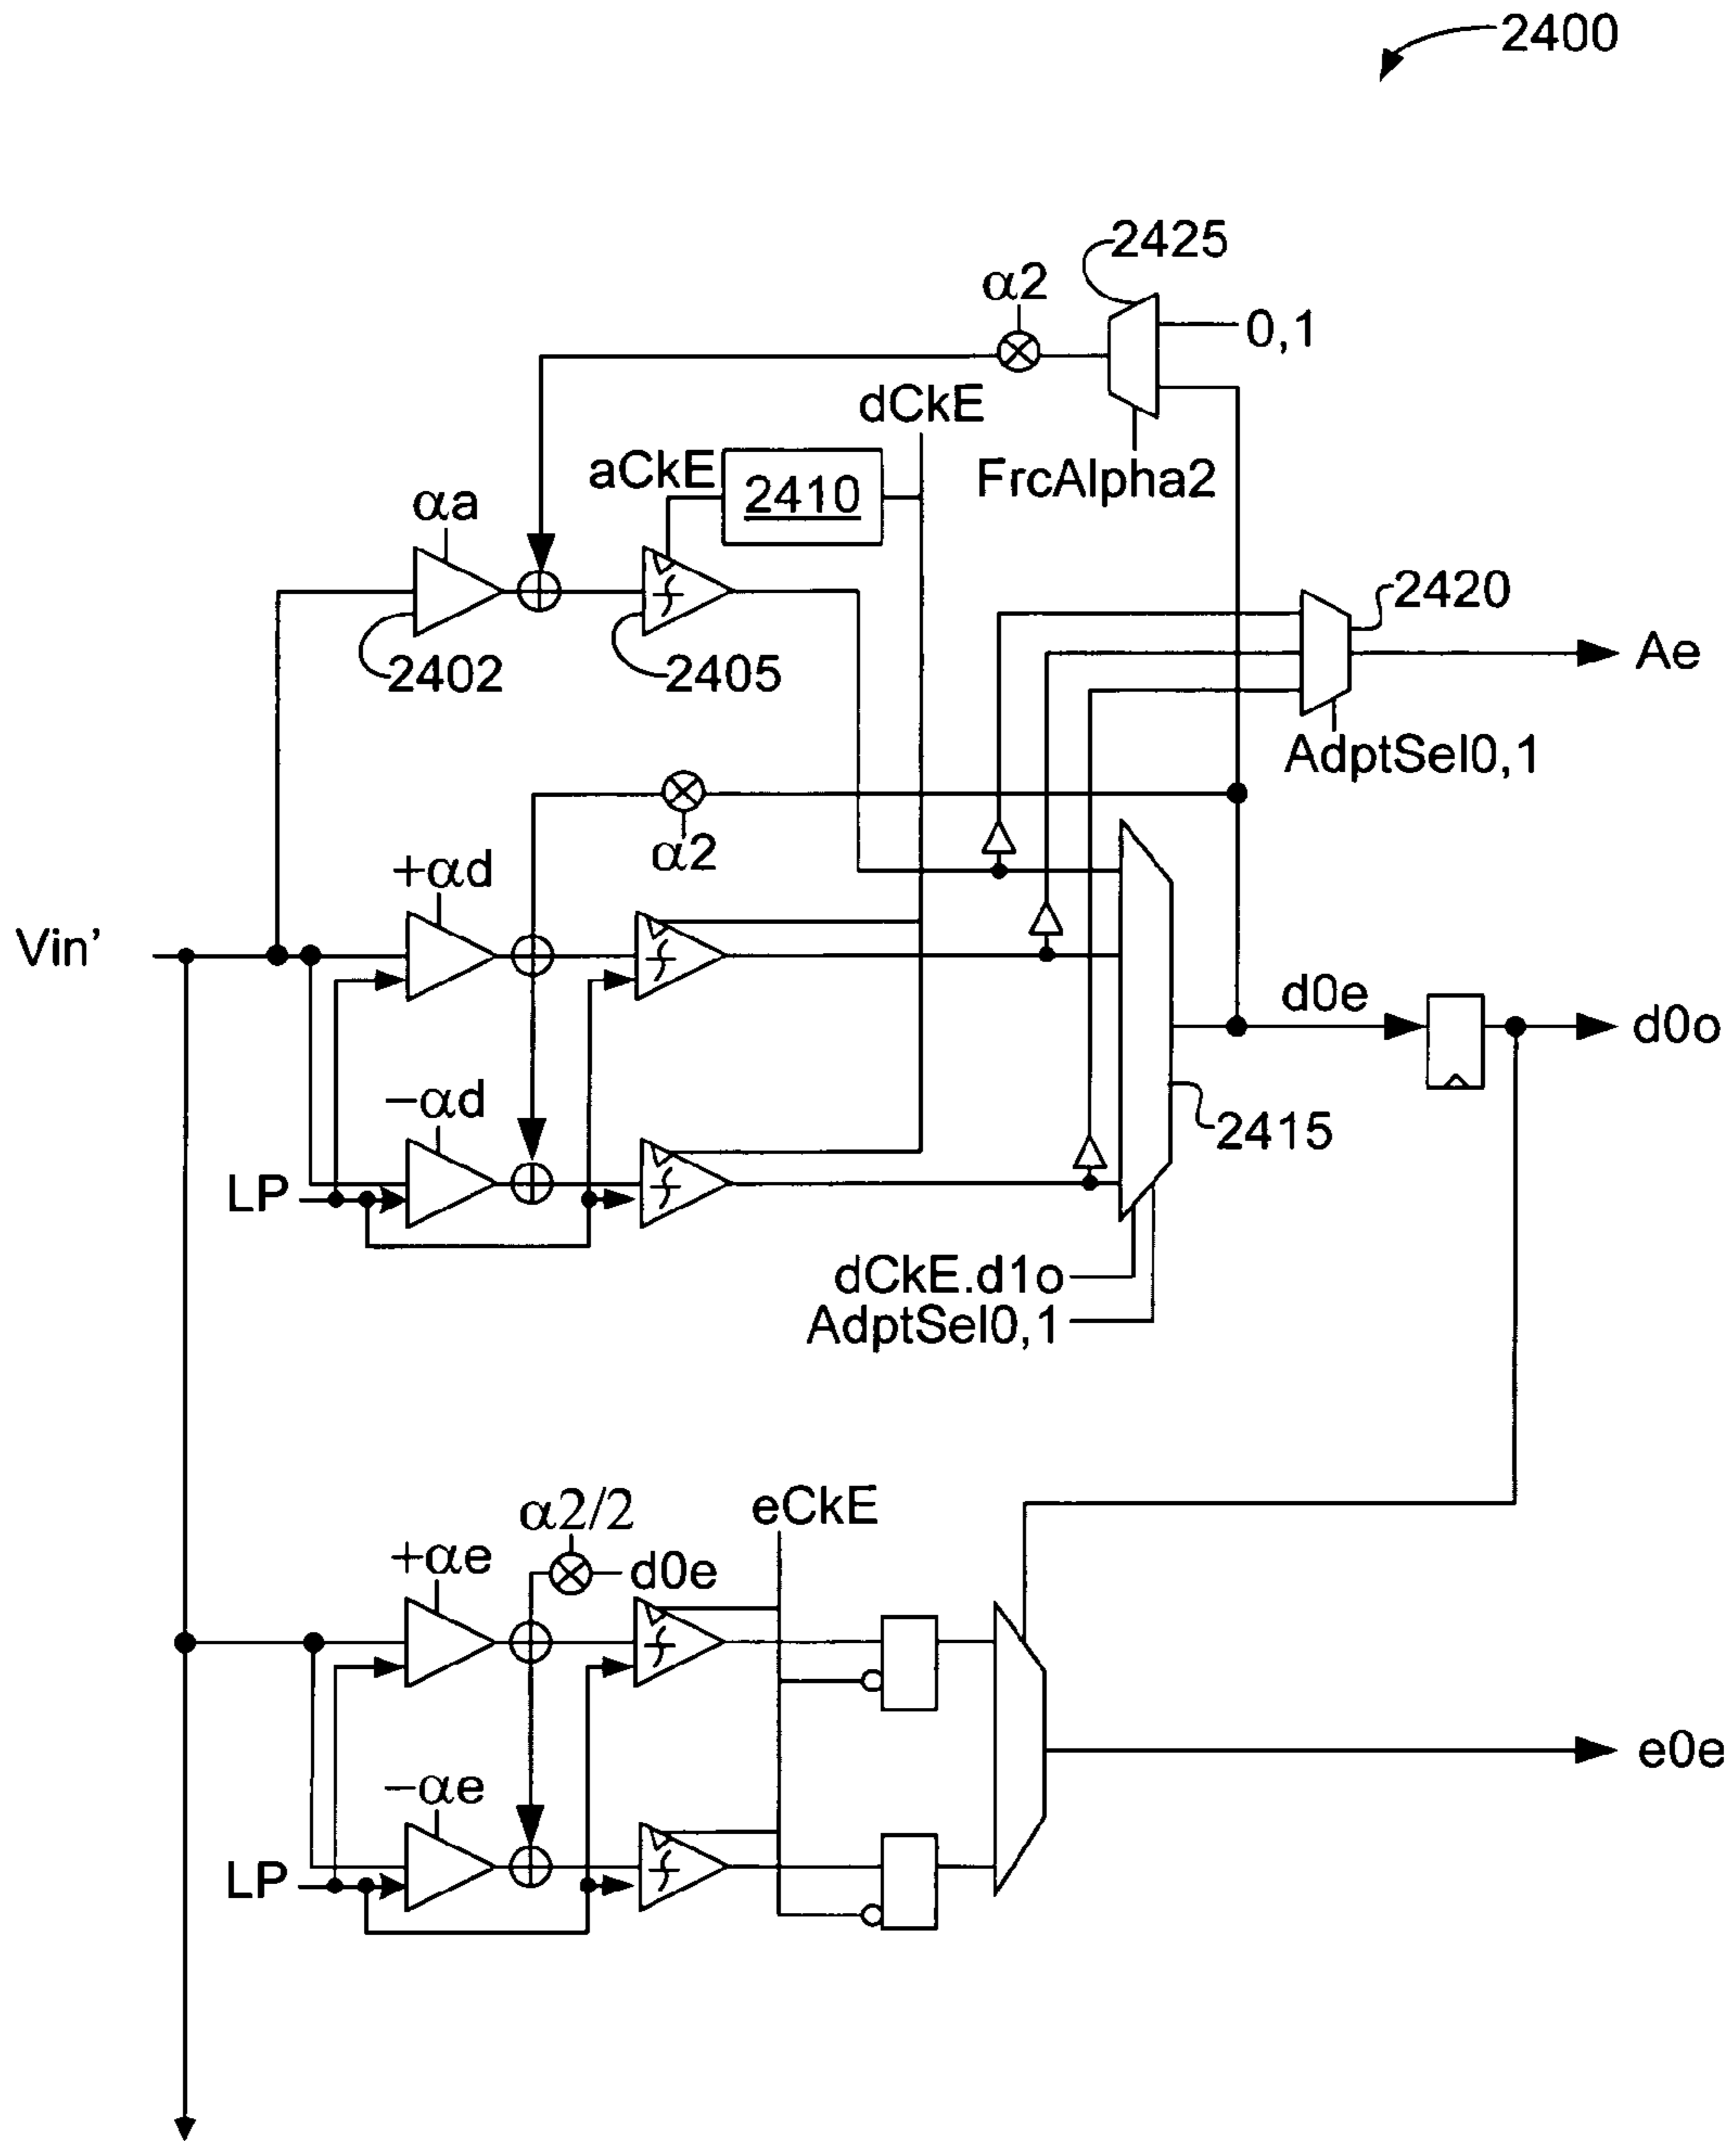 2400
2425
α2
0,1
dCkE
FrcAlpha2
aCkE
2410
αa
2420
2402
2405
Ae
AdptSel0,1
α2
+αd
Vin’
d0e
d0o
−αd
2415
LP
dCkE.d1o
AdptSel0,1
α2/2
eCkE
+αe
d0e
e0e
−αe
LP